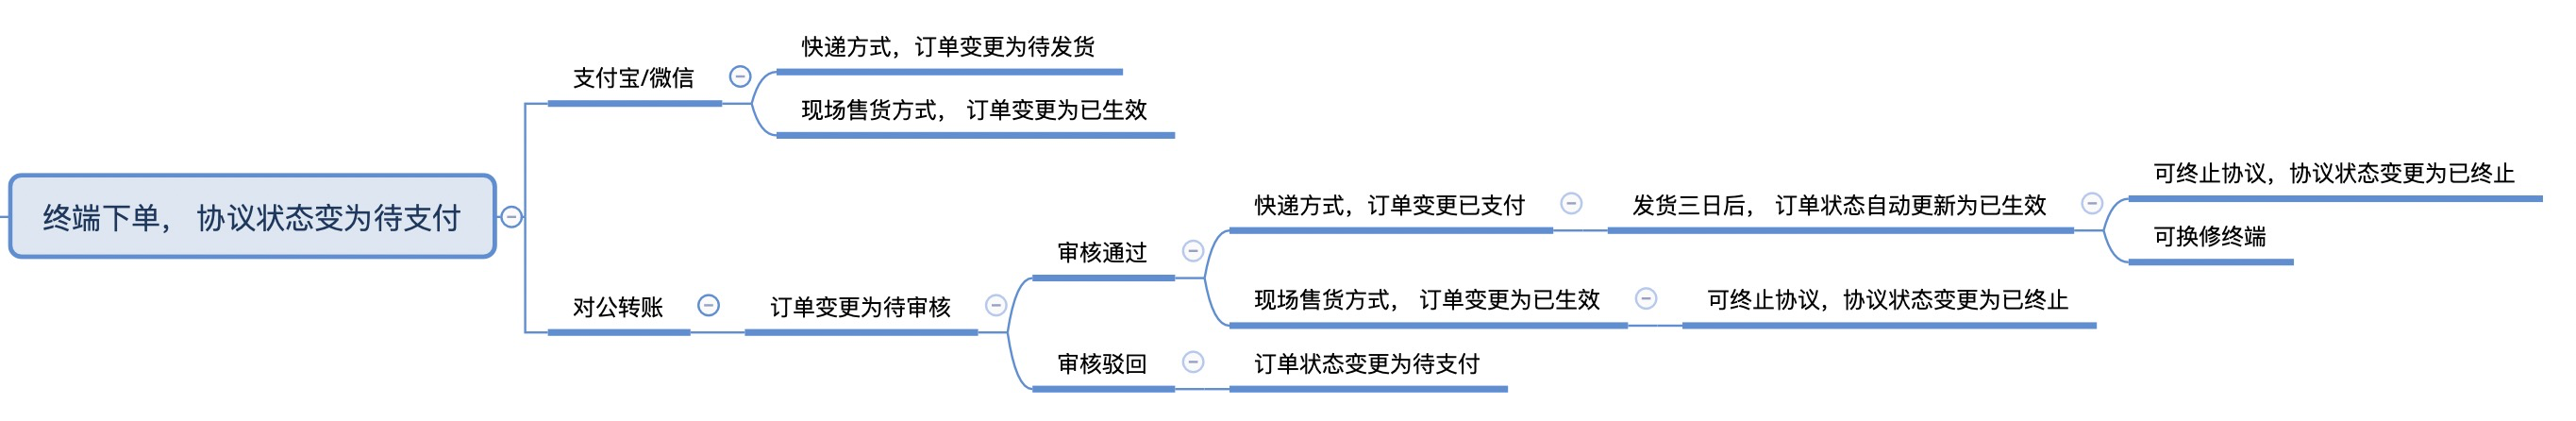 快递方式，订单变更为待发货
支付宝/微信
现场售货方式， 订单变更为已生效
终端下单， 协议状态变为待支付
可终止协议，协议状态变更为已终止
快递方式，订单变更已支付
发货三日后， 订单状态自动更新为已生效
可换修终端
审核通过
现场售货方式， 订单变更为已生效
可终止协议，协议状态变更为已终止
对公转账
订单变更为待审核
审核驳回
订单状态变更为待支付